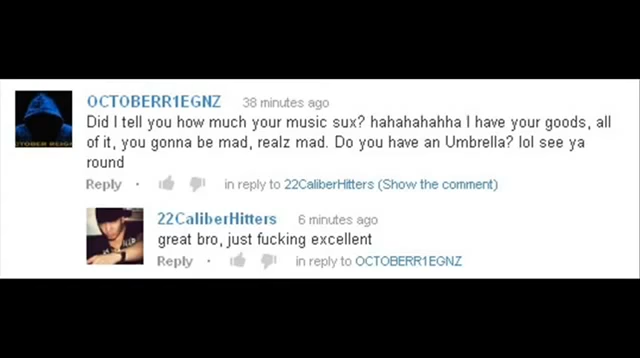 OCTOBERR1EGNZ 38 minutes ago
Did I tell you how much your music sux? hahahahahha I have your goods, all
of it, you gonna be mad, realz mad. Do you have an Umbrella? lol see ya
round
Reply · in reply to 22CaliberHitters (Show the comment)
22CaliberHitters 6 minutes ago
great bro, just fucking excellent
Reply · in reply to OCTOBERR1EGNZ